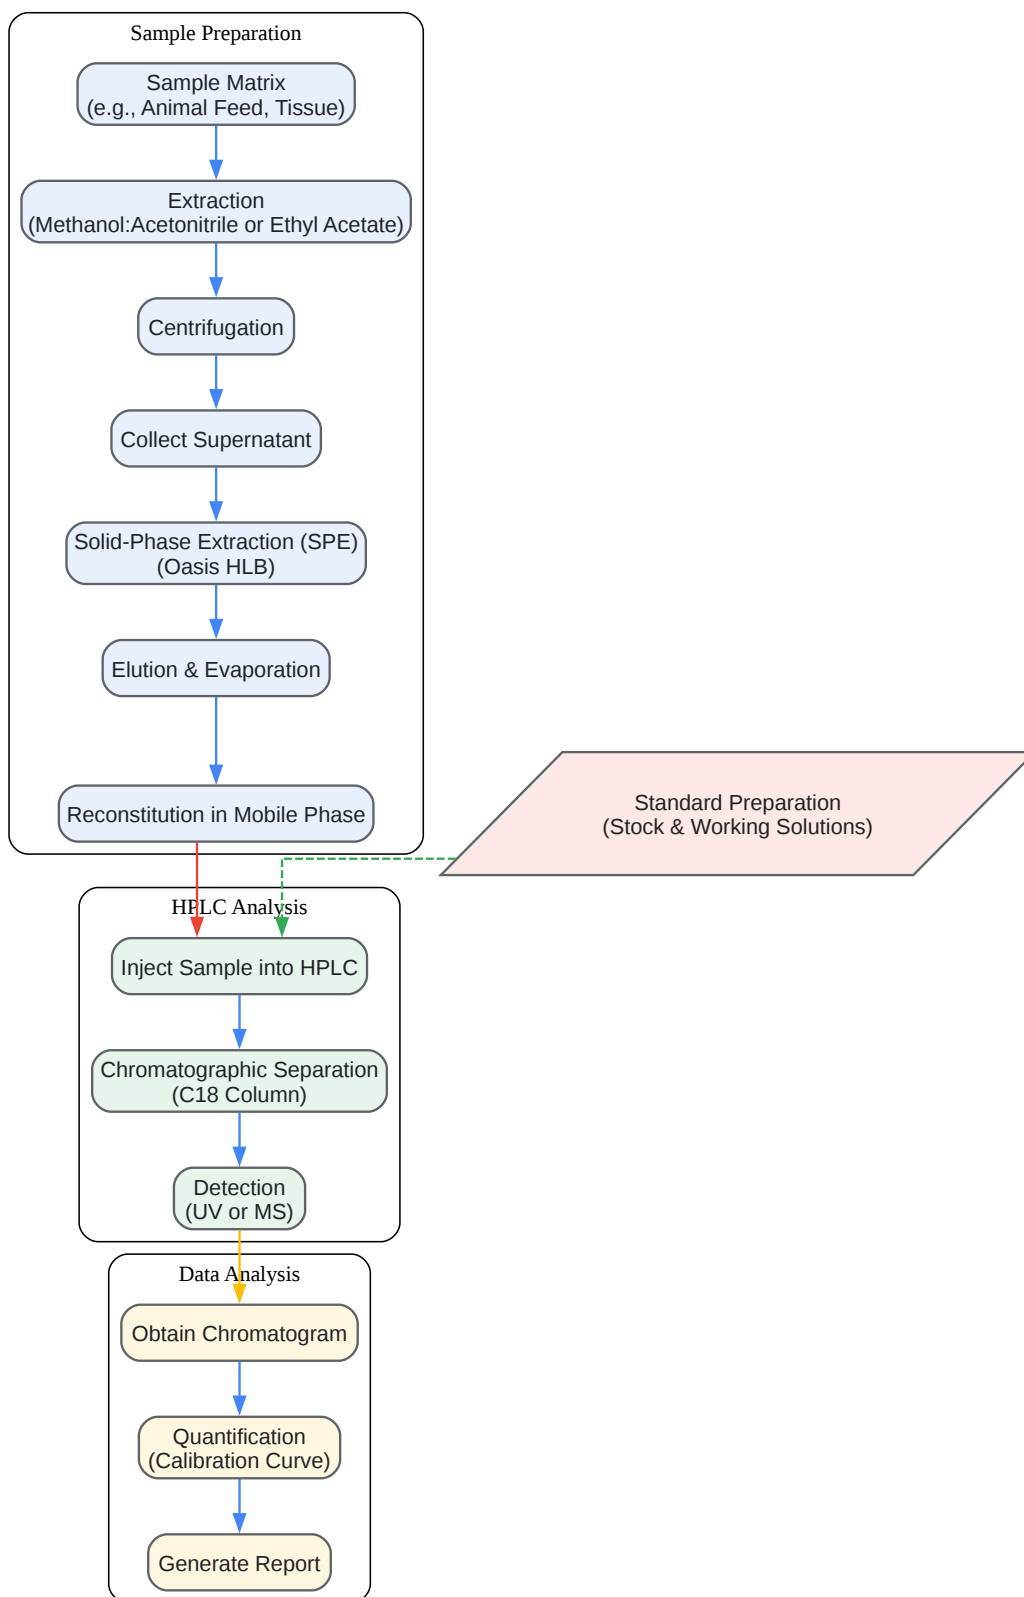 Sample Preparation
Sample Matrix
(e.g., Animal Feed, Tissue)
Extraction
(Methanol:Acetonitrile or Ethyl Acetate)
Centrifugation
Collect Supernatant
Solid-Phase Extraction (SPE)
(Oasis HLB)
Elution & Evaporation
Reconstitution in Mobile Phase
Standard Preparation
(Stock & Working Solutions)
HPLC Analysis
Inject Sample into HPLC
Chromatographic Separation
(C18 Column)
Detection
(UV or MS)
Data Analysis
Obtain Chromatogram
Quantification
(Calibration Curve)
Generate Report